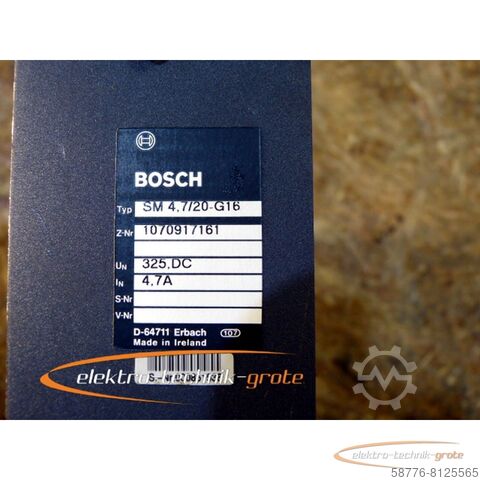 BOSCH
Typ SM 4,7/20-G16
Z-Nr 1070917161
UN 325,DC
IN 4,7A
S-Nr
V-Nr
D-64711 Erbach 107
Made in Ireland
elektro-technik-grote
elektro-technik-grote
58776-8125565